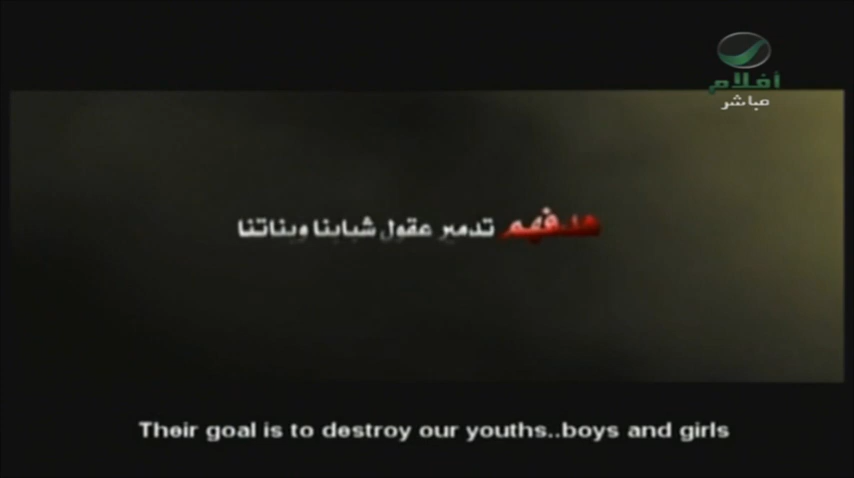 أفلام
مباشر
هدفهم تدمير عقول شبابنا وبناتنا
Their goal is to destroy our youths..boys and girls